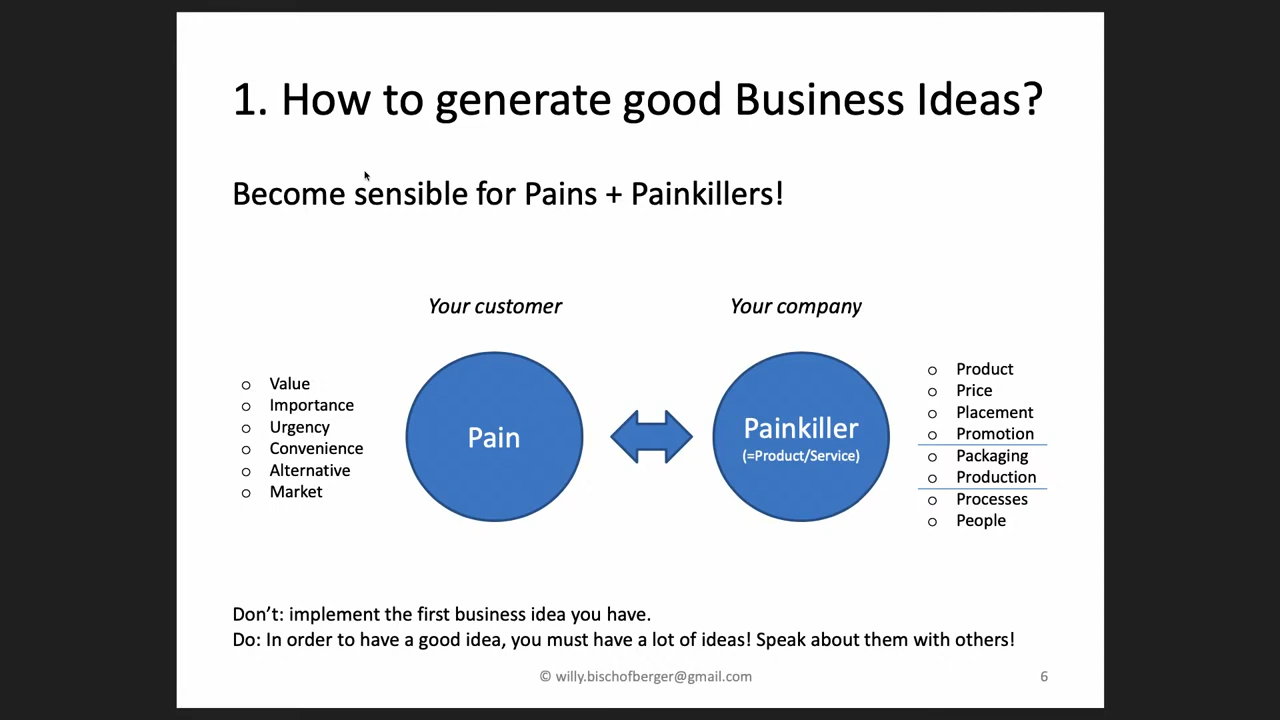 1. How to generate good Business Ideas?
Become sensible for Pains + Painkillers!
Your customer
Your company
o Value
o Importance
o Urgency
o Convenience
o Alternative
o Market
Pain
Painkiller
(=Product/Service)
o Product
o Price
o Placement
o Promotion
o Packaging
o Production
o Processes
o People
Don’t: implement the first business idea you have.
Do: In order to have a good idea, you must have a lot of ideas! Speak about them with others!
© willy.bischofberger@gmail.com
6